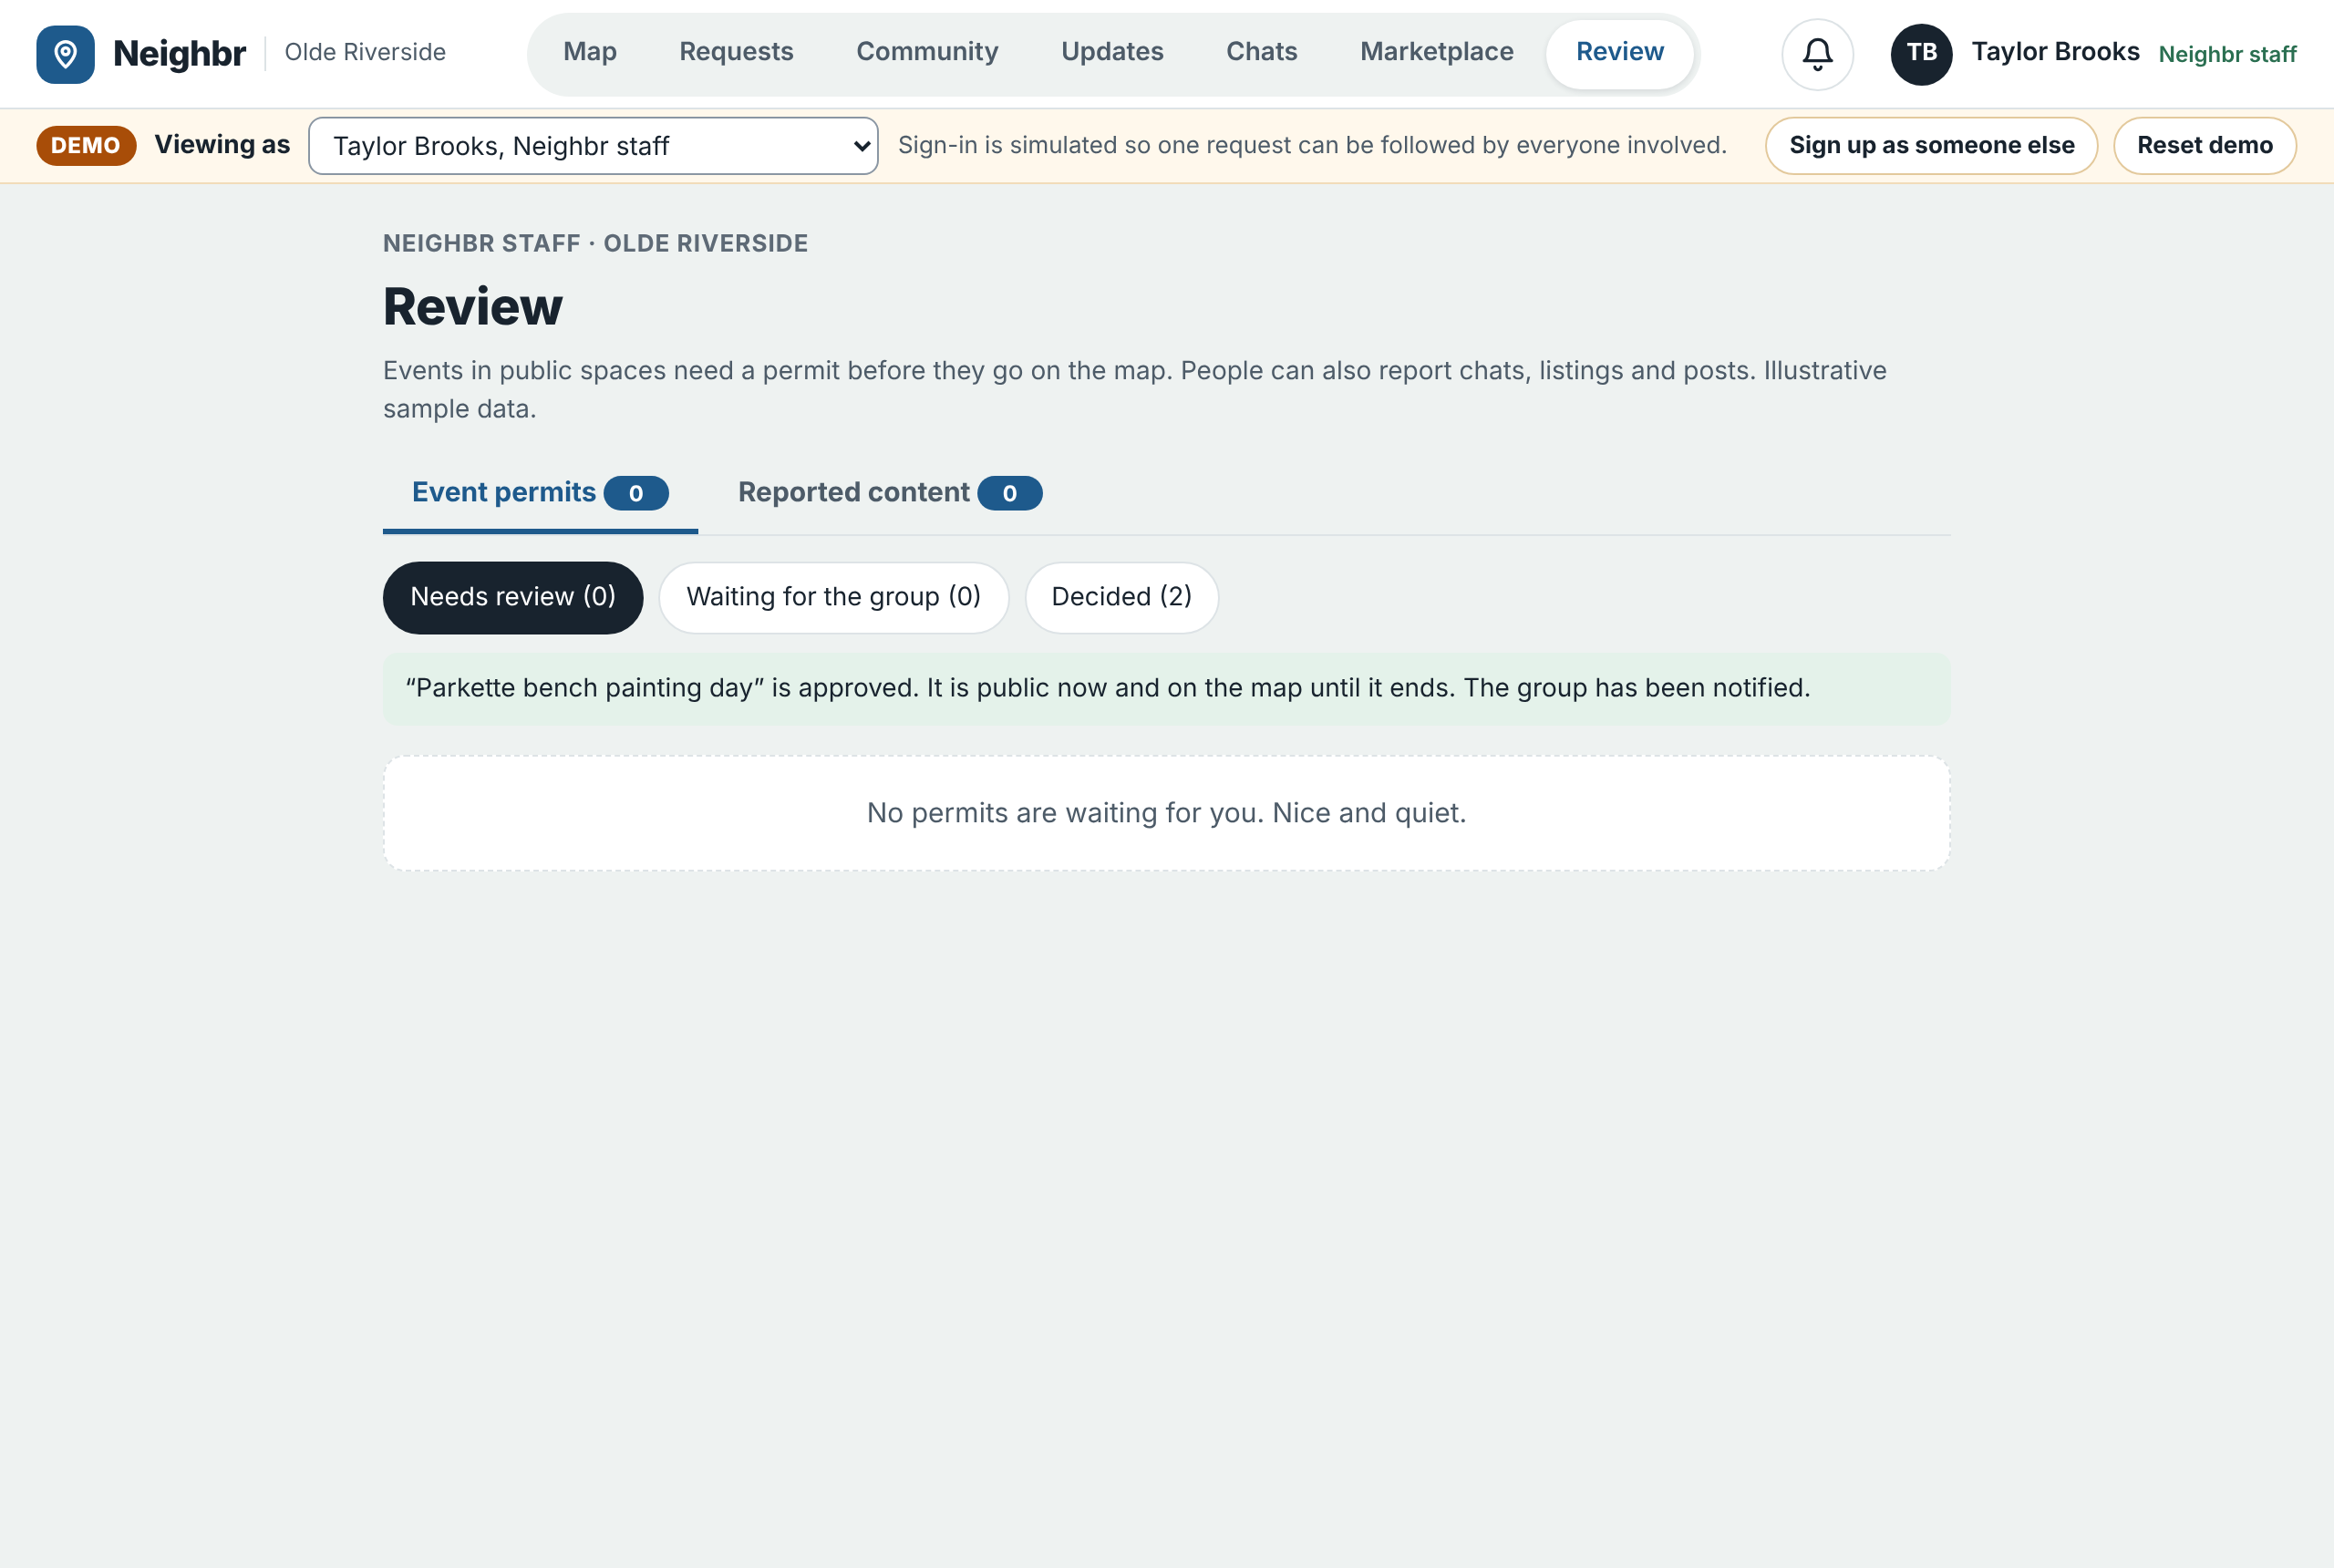 Neighbr
Olde Riverside
Map
Requests
Community
Updates
Chats
Marketplace
Review
TB
Taylor Brooks
Neighbr staff
DEMO
Viewing as
Taylor Brooks, Neighbr staff
Sign-in is simulated so one request can be followed by everyone involved.
Sign up as someone else
Reset demo
NEIGHBR STAFF · OLDE RIVERSIDE
Review
Events in public spaces need a permit before they go on the map. People can also report chats, listings and posts. Illustrative
sample data.
Event permits 0
Reported content 0
Needs review (0)
Waiting for the group (0)
Decided (2)
“Parkette bench painting day” is approved. It is public now and on the map until it ends. The group has been notified.
No permits are waiting for you. Nice and quiet.